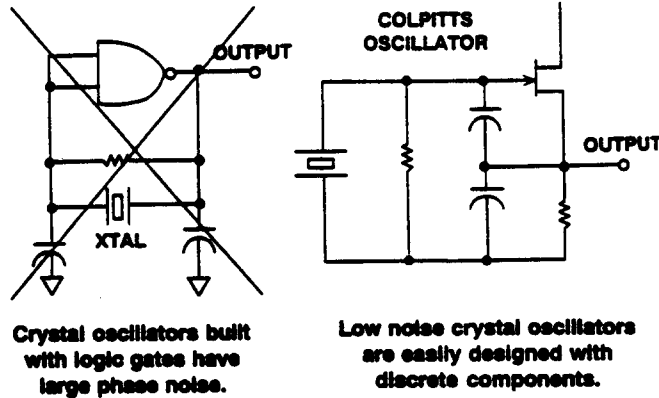 OUTPUT
XTAL
Crystal oscillators built
with logic gates have
large phase noise.
COLPITTS
OSCILLATOR
OUTPUT
Low noise crystal oscillators
are easily designed with
discrete components.